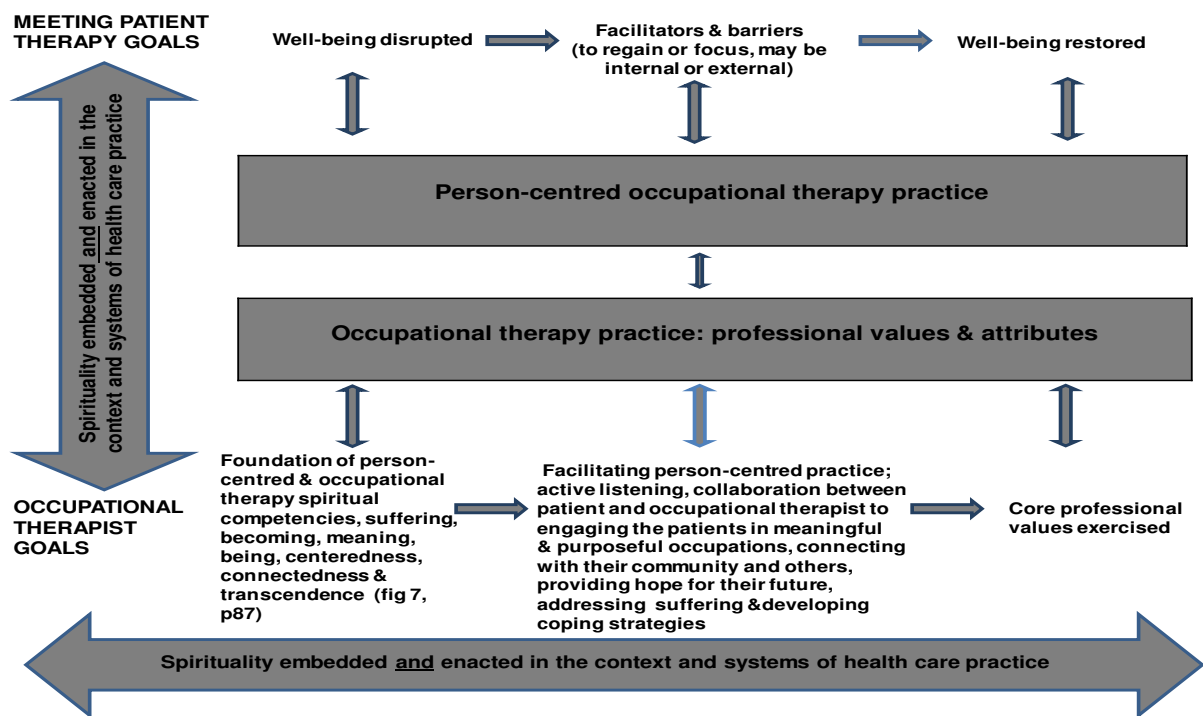 MEETING PATIENT
THERAPY GOALS
Well-being disrupted
Facilitators & barriers
(to regain or focus, may be
internal or external)
Well-being restored
Spirituality embedded and enacted in the
context and systems of health care practice
Person-centred occupational therapy practice
Occupational therapy practice: professional values & attributes
OCCUPATIONAL
THERAPIST
GOALS
Foundation of person-
centred & occupational
therapy spiritual
competencies, suffering,
becoming, meaning,
being, centeredness,
connectedness &
transcendence (fig 7,
p87)
Facilitating person-centred practice;
active listening, collaboration between
patient and occupational therapist to
engaging the patients in meaningful
& purposeful occupations, connecting
with their community and others,
providing hope for their future,
addressing suffering &developing
coping strategies
Core professional
values exercised
Spirituality embedded and enacted in the context and systems of health care practice